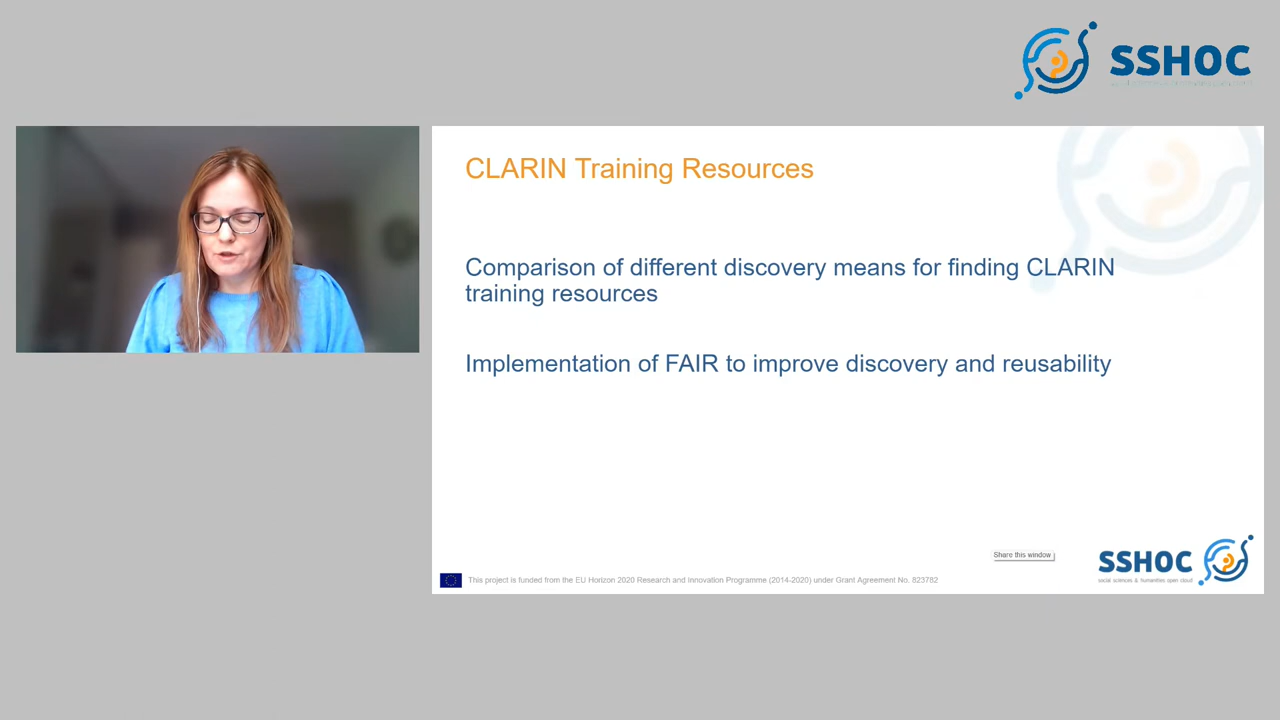 SSHOC
CLARIN Training Resources
Comparison of different discovery means for finding CLARIN
training resources
Implementation of FAIR to improve discovery and reusability
Share this window
This project is funded from the EU Horizon 2020 Research and Innovation Programme (2014-2020) under Grant Agreement No. 823782
SSHOC
social sciences & humanities open cloud